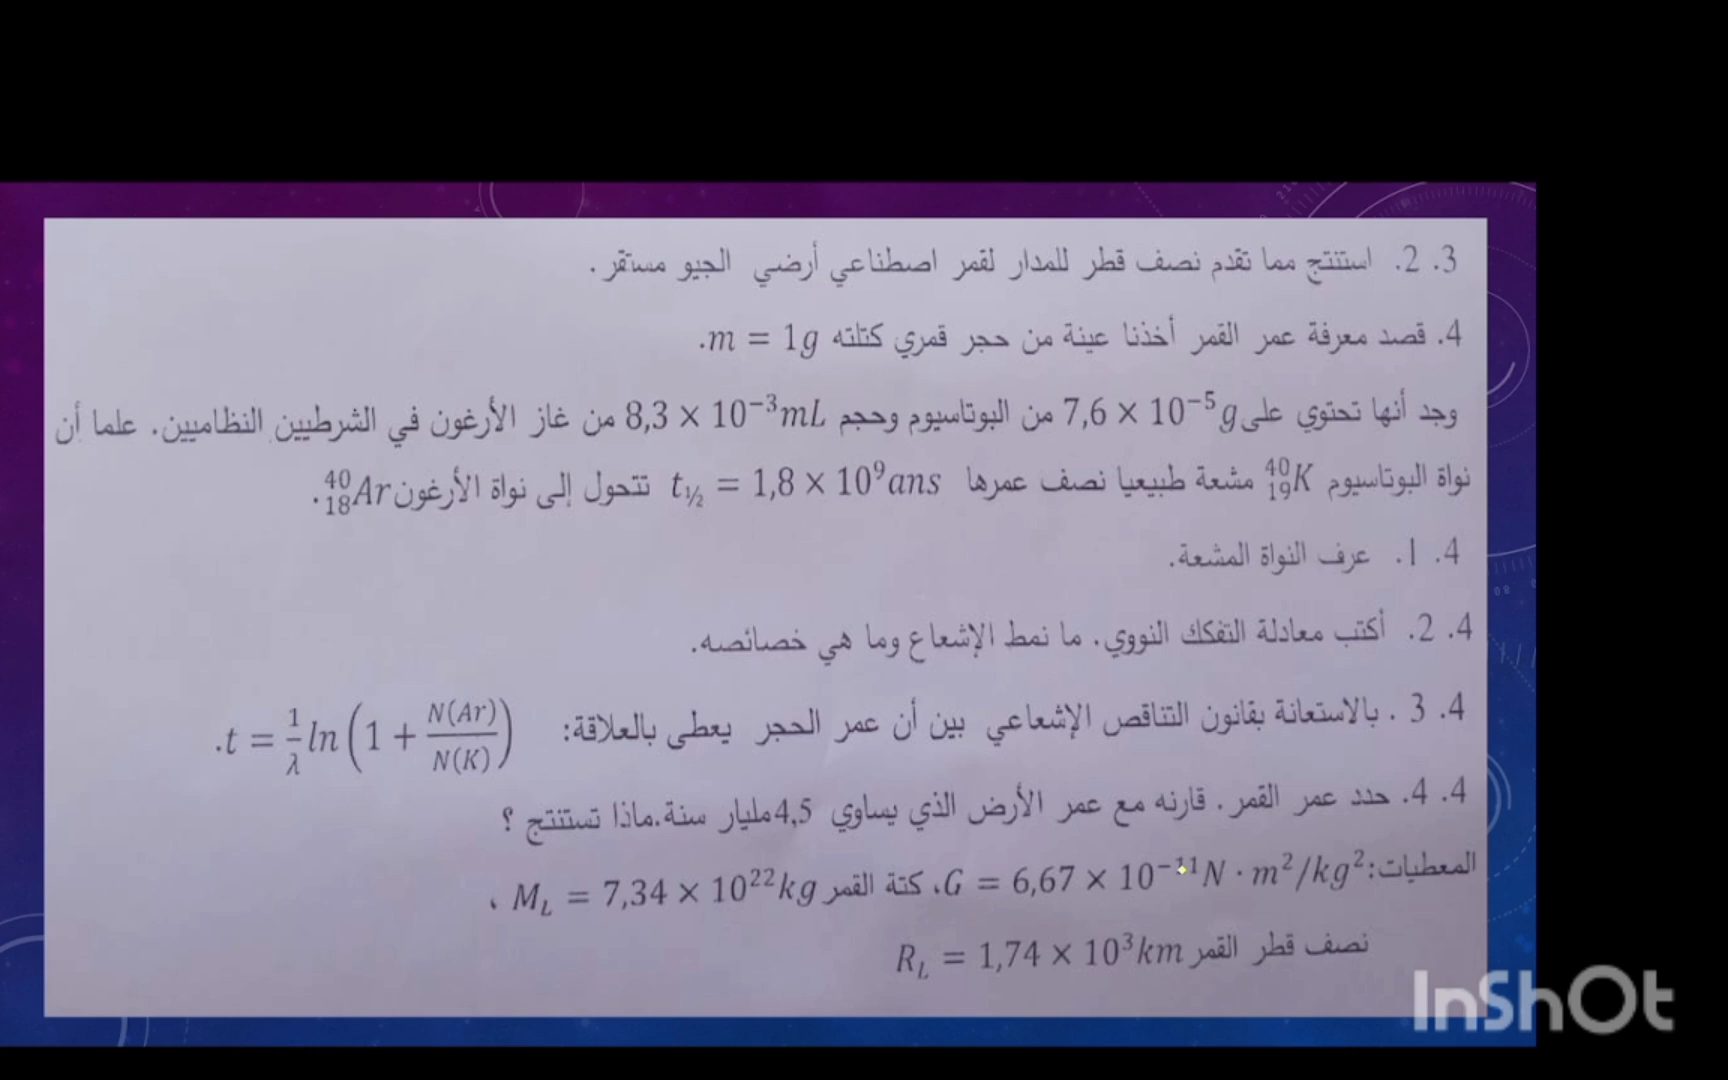 3. 2. استنتج مما تقدم نصف قطر للمدار لقمر اصطناعي أرضي الجيو مستقر.
4. قصد معرفة عمر القمر أخذنا عينة من حجر قمري كتلته m = 1g.
وجد أنها تحتوي على 7,6 × 10⁻⁵g من البوتاسيوم وحجم 8,3 × 10⁻³mL من غاز الأرغون في الشرطيين النظاميين. علما أن
نواة البوتاسيوم ⁴⁰₁₉K مشعة طبيعيا نصف عمرها t½ = 1,8 × 10⁹ans تتحول إلى نواة الأرغون ⁴⁰₁₈Ar.
4. 1. عرف النواة المشعة.
4. 2. أكتب معادلة التفكك النووي. ما نمط الإشعاع وما هي خصائصه.
4. 3. بالاستعانة بقانون التناقص الإشعاعي بين أن عمر الحجر يعطى بالعلاقة: t = 1/λ ln(1 + N(Ar)/N(K)).
4. 4. حدد عمر القمر. قارنه مع عمر الأرض الذي يساوي 4,5 مليار سنة. ماذا تستنتج ؟
المعطيات: G = 6,67 × 10⁻¹¹N · m²/kg²، كتة القمر M_L = 7,34 × 10²²kg ،
نصف قطر القمر R_L = 1,74 × 10³km
InShOt